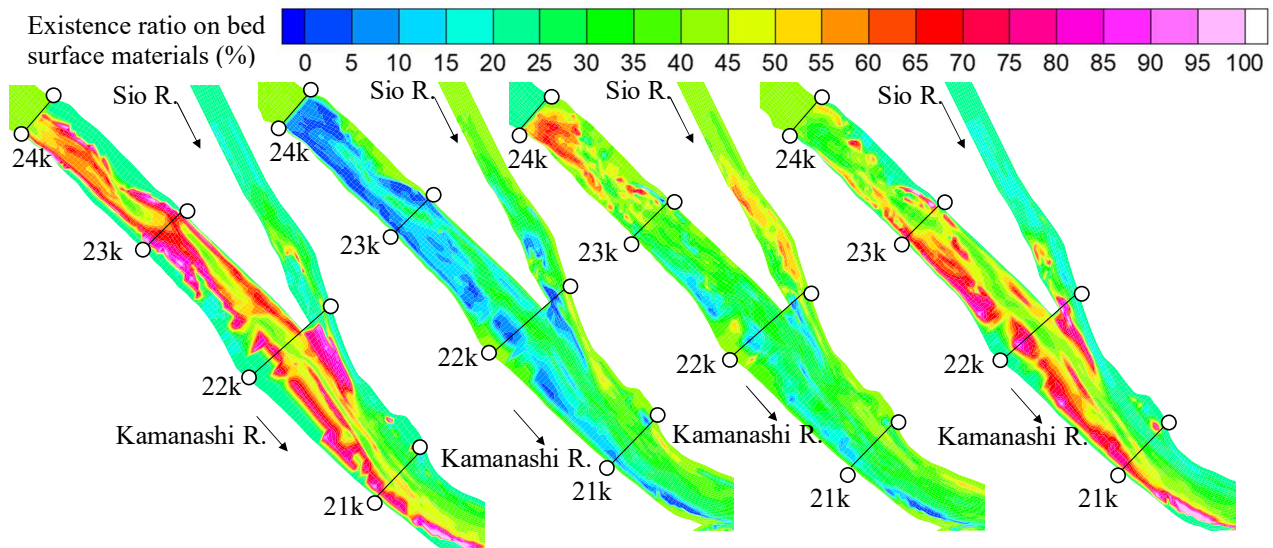 Existence ratio on bed
surface materials (%)
0 5 10 15 20 25 30 35 40 45 50 55 60 65 70 75 80 85 90 95 100
Sio R.
24k
23k
22k
Kamanashi R.
21k
Sio R.
24k
23k
22k
Kamanashi R.
21k
Sio R.
24k
23k
22k
Kamanashi R.
21k
Sio R.
24k
23k
22k
Kamanashi R.
21k